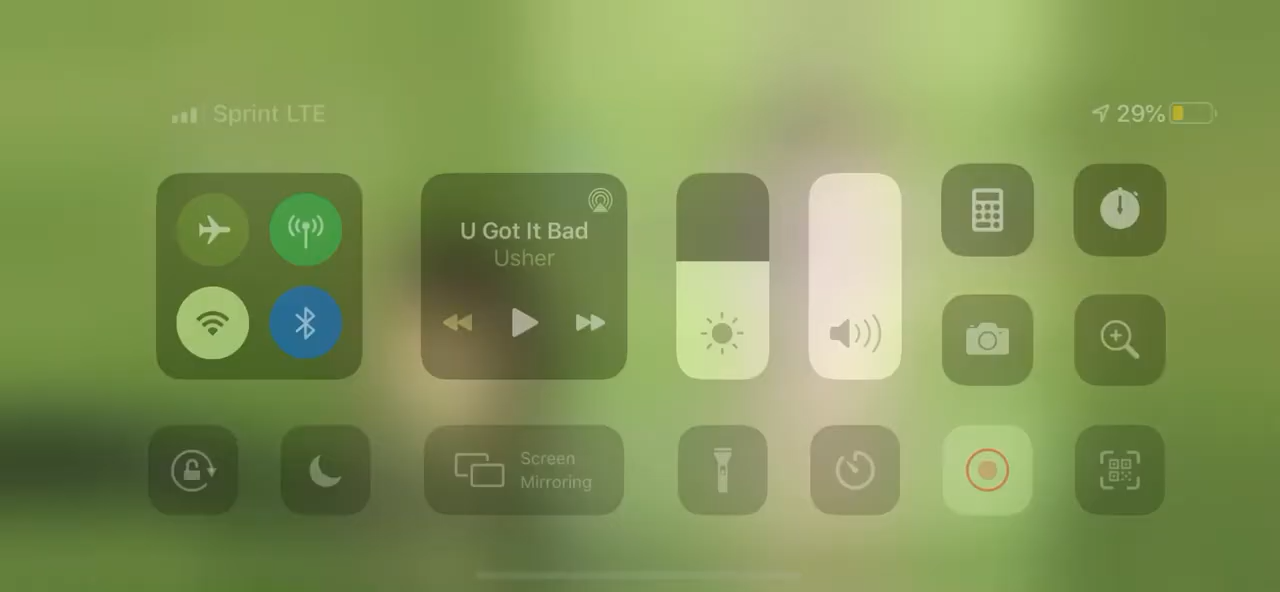 Sprint LTE
29%
U Got It Bad
Usher
Screen
Mirroring